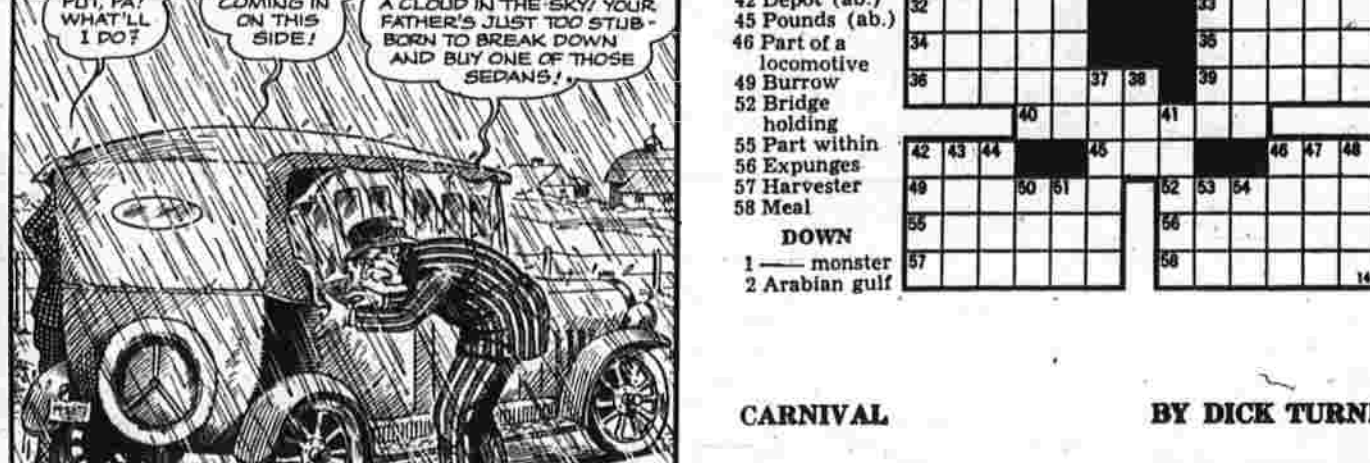 PUT, PA?
WHAT'LL
I DO?
COMING IN
ON THIS
SIDE!
A CLOUD IN THE SKY! YOUR
FATHER'S JUST TOO STUB-
BORN TO BREAK DOWN
AND BUY ONE OF THOSE
SEDANS!
42 Depot (ab.)
45 Pounds (ab.)
46 Part of a
locomotive
49 Burrow
52 Bridge
holding
55 Part within
56 Expunges
57 Harvester
58 Meal
DOWN
1 —— monster
2 Arabian gulf
32 33
34 35
36 37 38 39
40 41
42 43 44 45 46 47 48
49 50 51 52 53 54
55 56
57 58
14
CARNIVAL
BY DICK TURN